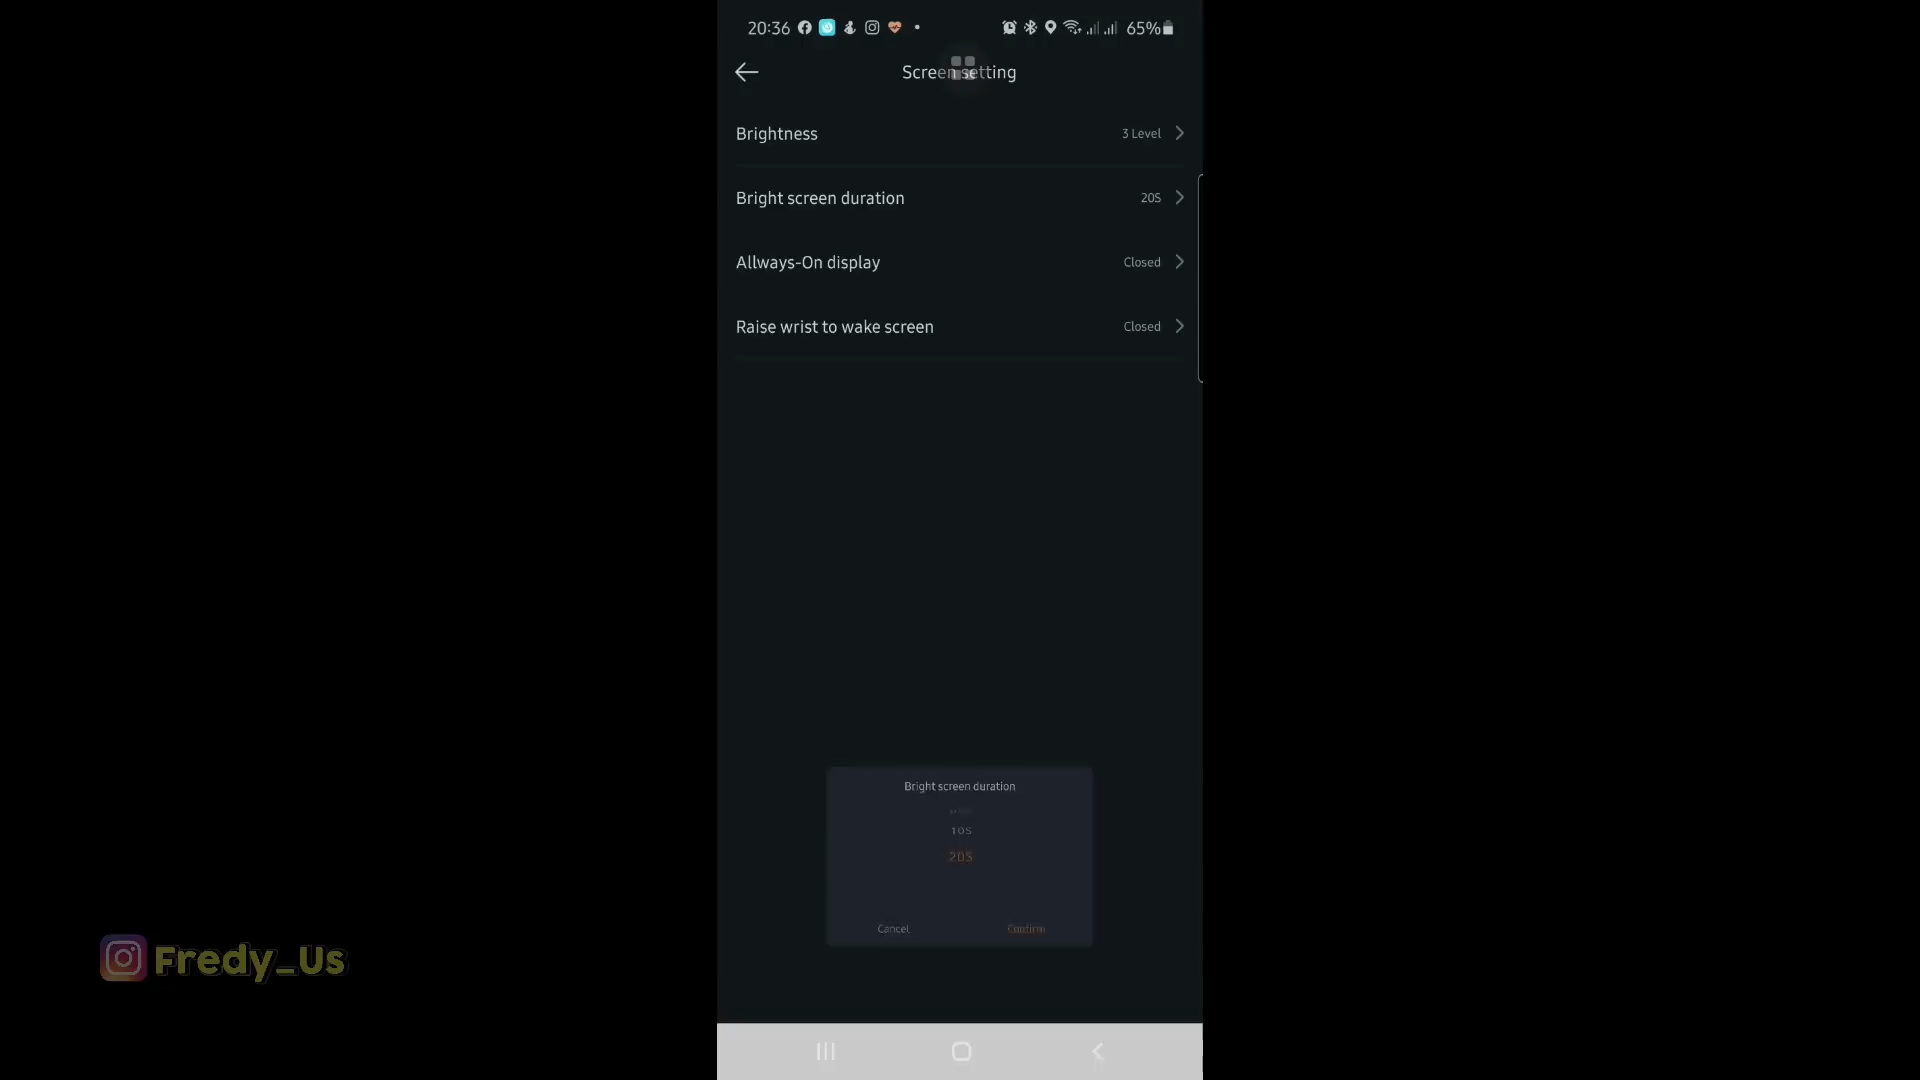 20:36 65%
Screen setting
Brightness 3 Level
Bright screen duration 20S
Allways-On display Closed
Raise wrist to wake screen Closed
Bright screen duration
10S
20S
Cancel Confirm
Fredy_Us